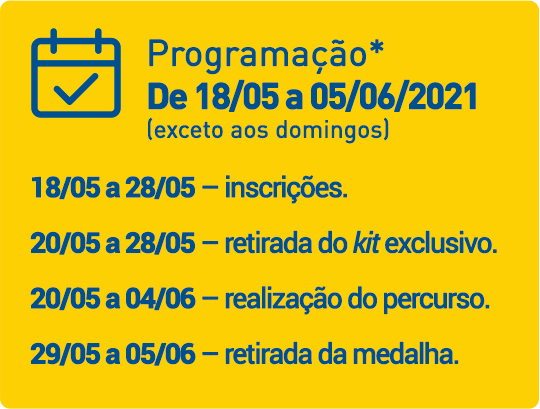 Programação*
De 18/05 a 05/06/2021
(exceto aos domingos)
18/05 a 28/05 – inscrições.
20/05 a 28/05 – retirada do kit exclusivo.
20/05 a 04/06 – realização do percurso.
29/05 a 05/06 – retirada da medalha.